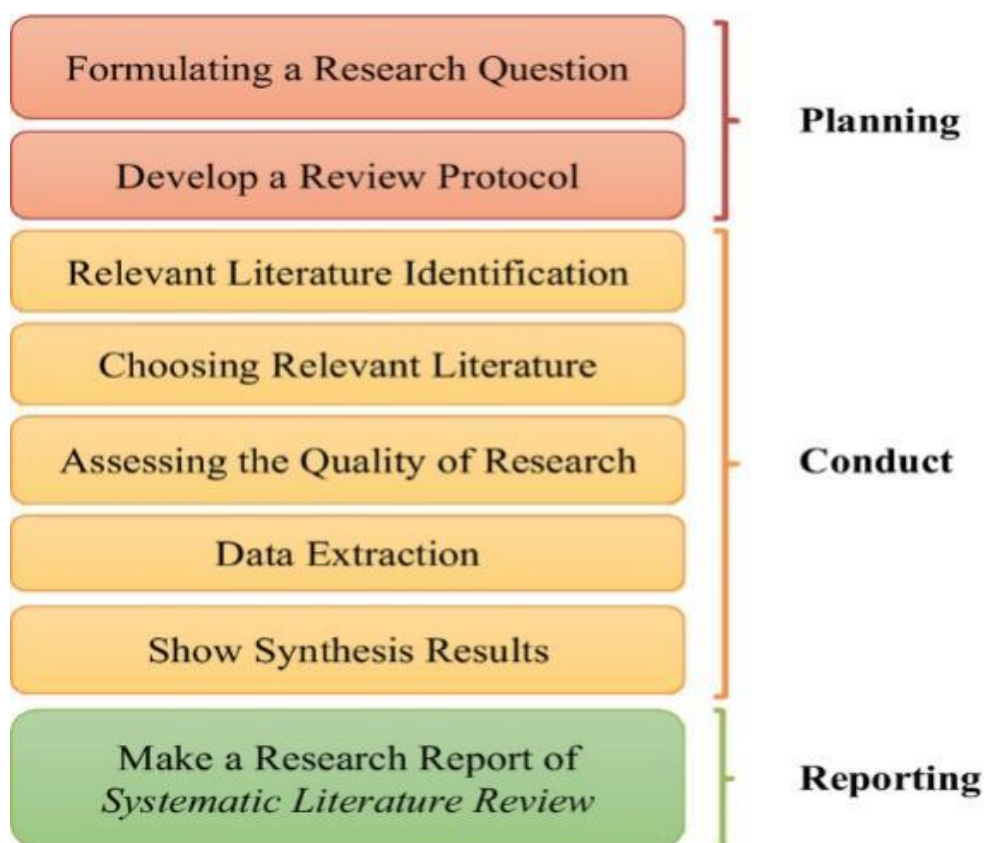 Formulating a Research Question
Develop a Review Protocol
Planning
Relevant Literature Identification
Choosing Relevant Literature
Assessing the Quality of Research
Data Extraction
Show Synthesis Results
Conduct
Make a Research Report of
Systematic Literature Review
Reporting